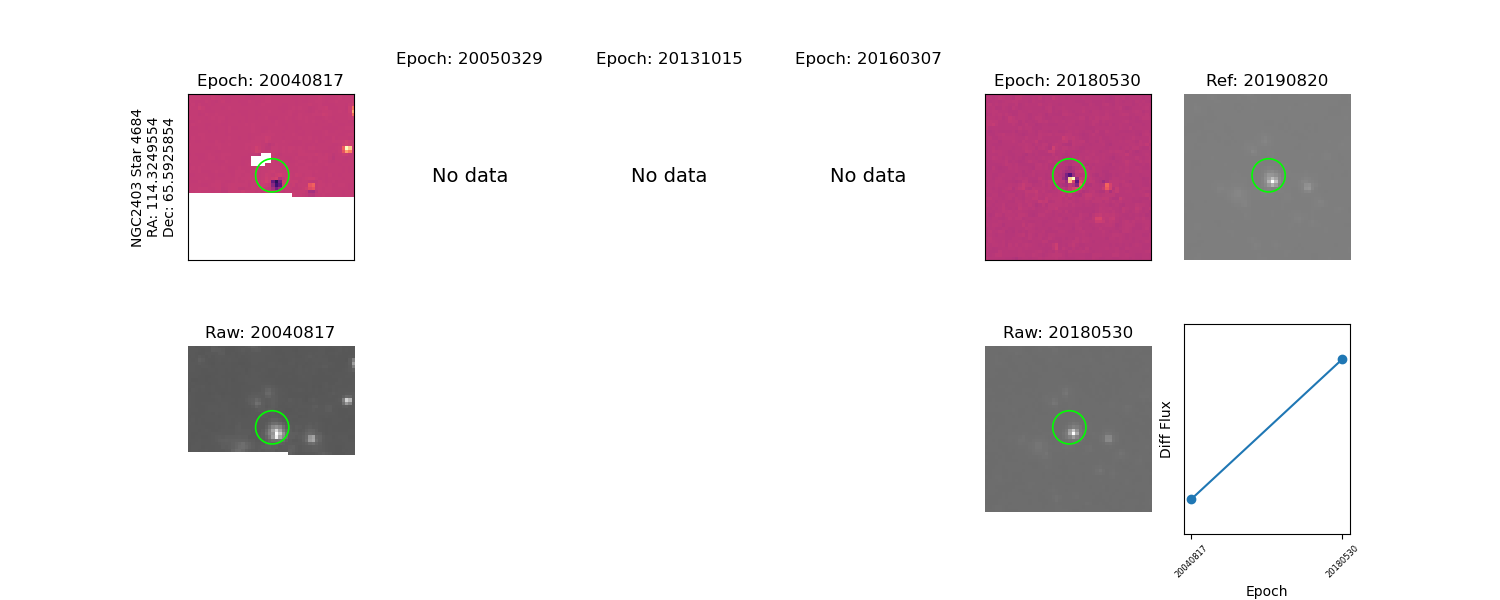 Epoch: 20040817
Epoch: 20050329
Epoch: 20131015
Epoch: 20160307
Epoch: 20180530
Ref: 20190820
NGC2403 Star 4684
RA: 114.3249554
Dec: 65.5925854
No data
No data
No data
Raw: 20040817
Raw: 20180530
Diff Flux
20040817
20180530
Epoch